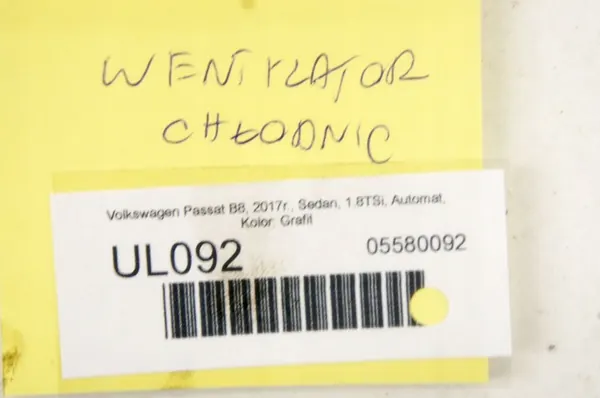 WENTYLATOR
CHŁODNIC
Volkswagen Passat B8, 2017r., Sedan, 1.8TSi, Automat,
Kolor: Grafit
UL092 05580092